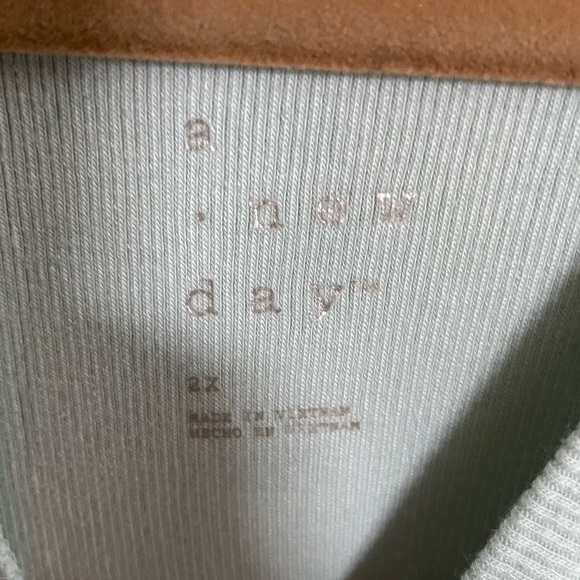 a
· new
day™
2X
MADE IN VIETNAM
HECHO EN VIETNAM